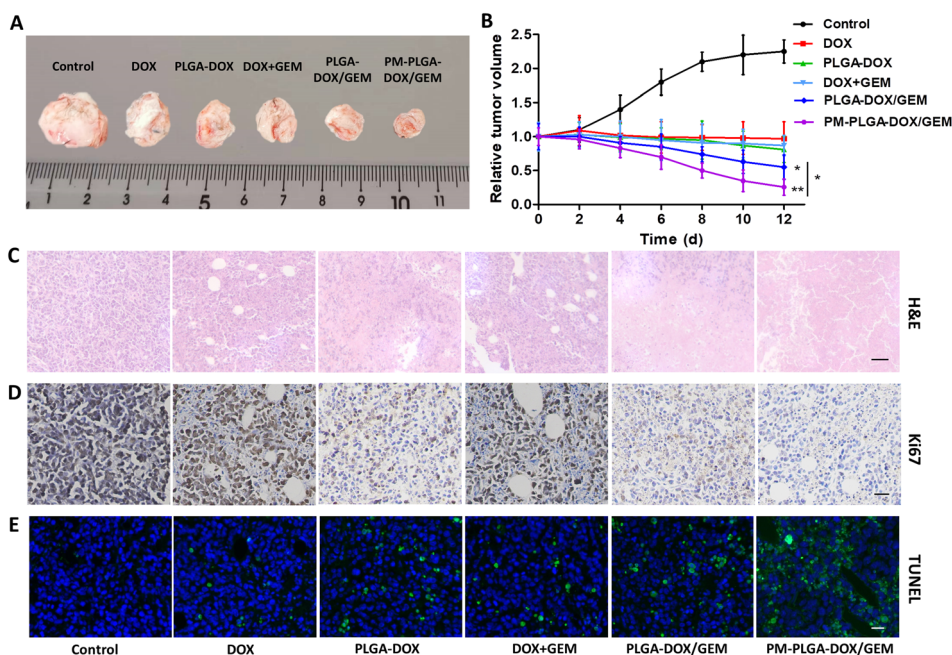 A
Control DOX PLGA-DOX DOX+GEM PLGA-DOX/GEM PM-PLGA-DOX/GEM
1 2 3 4 5 6 7 8 9 10 11
B
Relative tumor volume
2.5
2.0
1.5
1.0
0.5
0.0
0 2 4 6 8 10 12
Time (d)
Control
DOX
PLGA-DOX
DOX+GEM
PLGA-DOX/GEM
PM-PLGA-DOX/GEM
*
**
*
C
H&E
D
Ki67
E
TUNEL
Control DOX PLGA-DOX DOX+GEM PLGA-DOX/GEM PM-PLGA-DOX/GEM